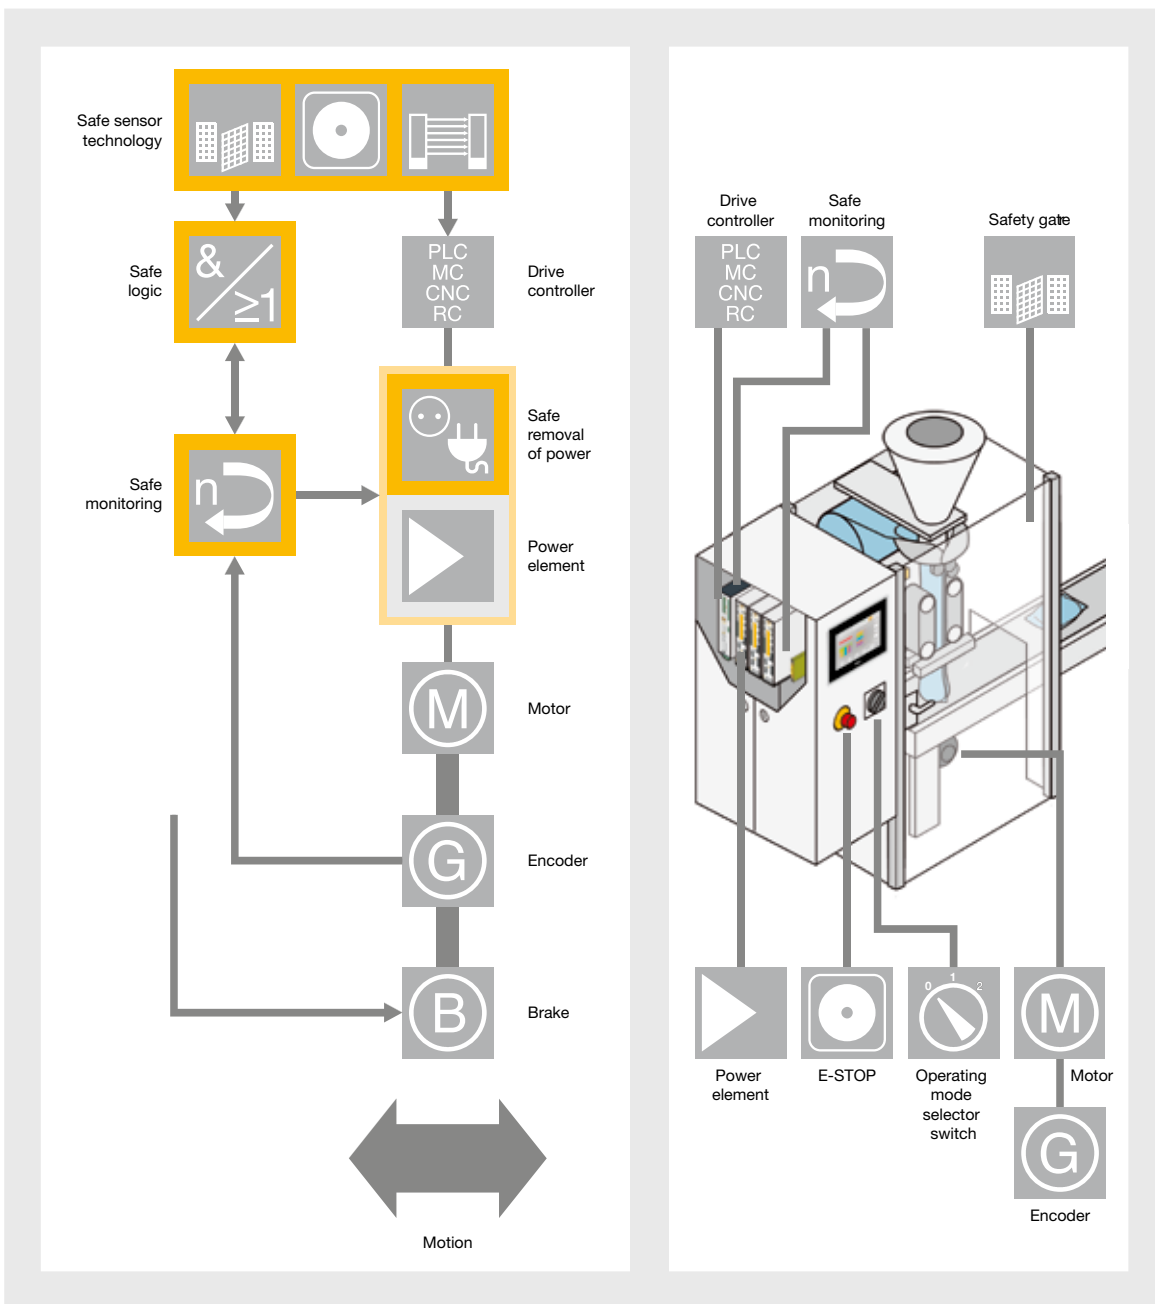 Safe sensor
technology
Safe
logic
&
≥1
PLC
MC
CNC
RC
Drive
controller
Safe
removal
of power
Safe
monitoring
n
Power
element
M
Motor
G
Encoder
B
Brake
Motion
Drive
controller
Safe
monitoring
Safety gate
PLC
MC
CNC
RC
n
0 1 2
M
Power
element
E-STOP
Operating
mode
selector
switch
Motor
G
Encoder